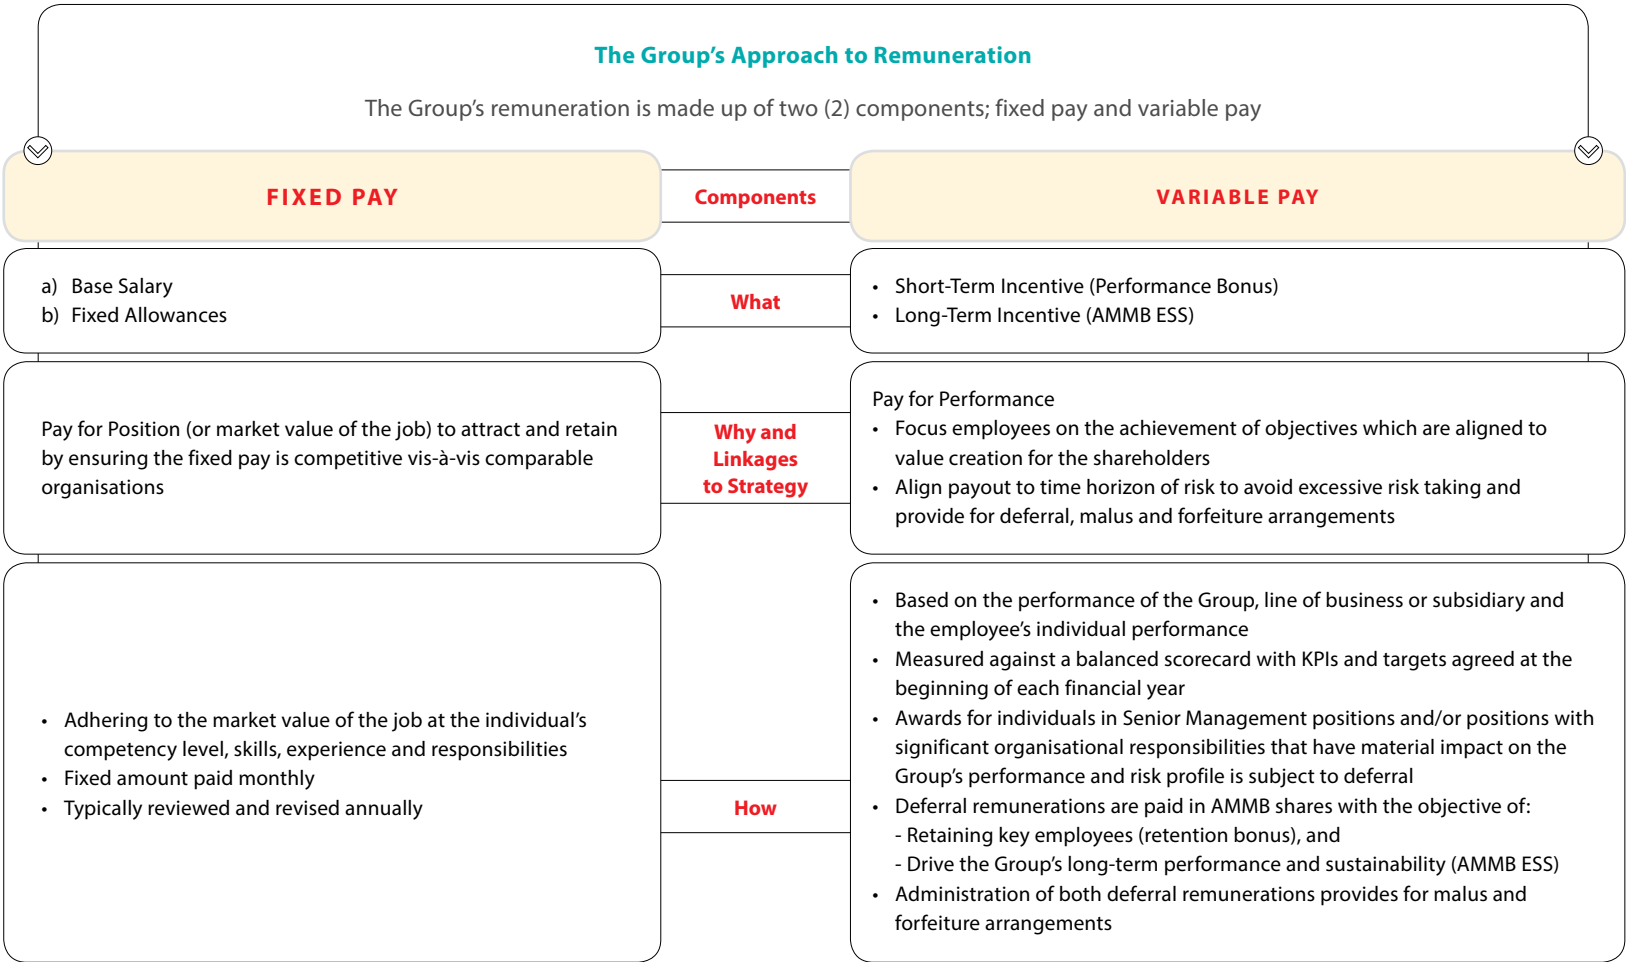 The Group's Approach to Remuneration
The Group's remuneration is made up of two (2) components; fixed pay and variable pay
FIXED PAY
Components
VARIABLE PAY
a) Base Salary
b) Fixed Allowances
What
• Short-Term Incentive (Performance Bonus)
• Long-Term Incentive (AMMB ESS)
Pay for Position (or market value of the job) to attract and retain
by ensuring the fixed pay is competitive vis-à-vis comparable
organisations
Why and
Linkages
to Strategy
Pay for Performance
• Focus employees on the achievement of objectives which are aligned to
value creation for the shareholders
• Align payout to time horizon of risk to avoid excessive risk taking and
provide for deferral, malus and forfeiture arrangements
• Adhering to the market value of the job at the individual's
competency level, skills, experience and responsibilities
• Fixed amount paid monthly
• Typically reviewed and revised annually
How
• Based on the performance of the Group, line of business or subsidiary and
the employee's individual performance
• Measured against a balanced scorecard with KPIs and targets agreed at the
beginning of each financial year
• Awards for individuals in Senior Management positions and/or positions with
significant organisational responsibilities that have material impact on the
Group's performance and risk profile is subject to deferral
• Deferral remunerations are paid in AMMB shares with the objective of:
- Retaining key employees (retention bonus), and
- Drive the Group's long-term performance and sustainability (AMMB ESS)
• Administration of both deferral remunerations provides for malus and
forfeiture arrangements